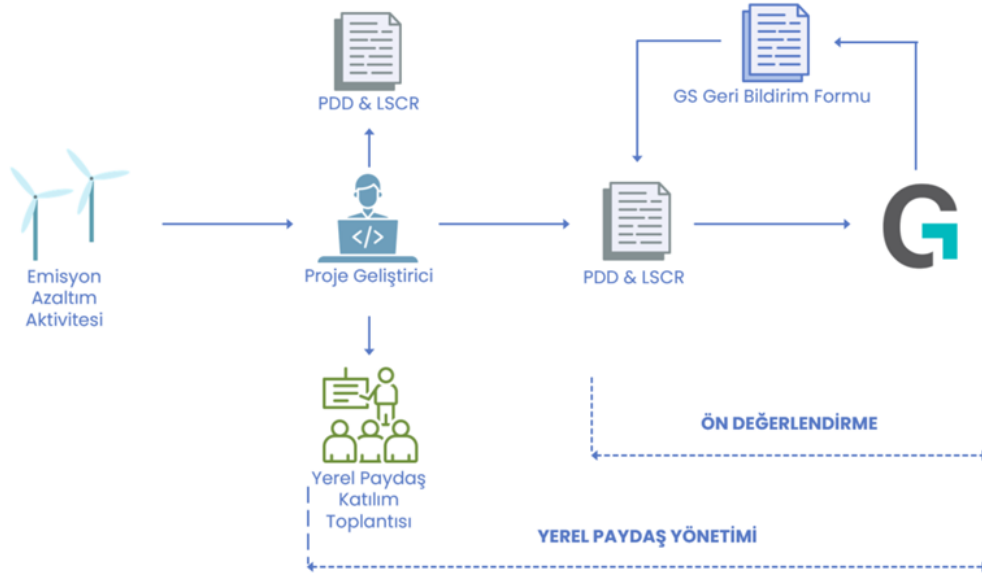 PDD & LSCR
GS Geri Bildirim Formu
Emisyon
Azaltım
Aktivitesi
</>
Proje Geliştirici
PDD & LSCR
G
Yerel Paydaş
Katılım
Toplantısı
ÖN DEĞERLENDİRME
YEREL PAYDAŞ YÖNETİMİ